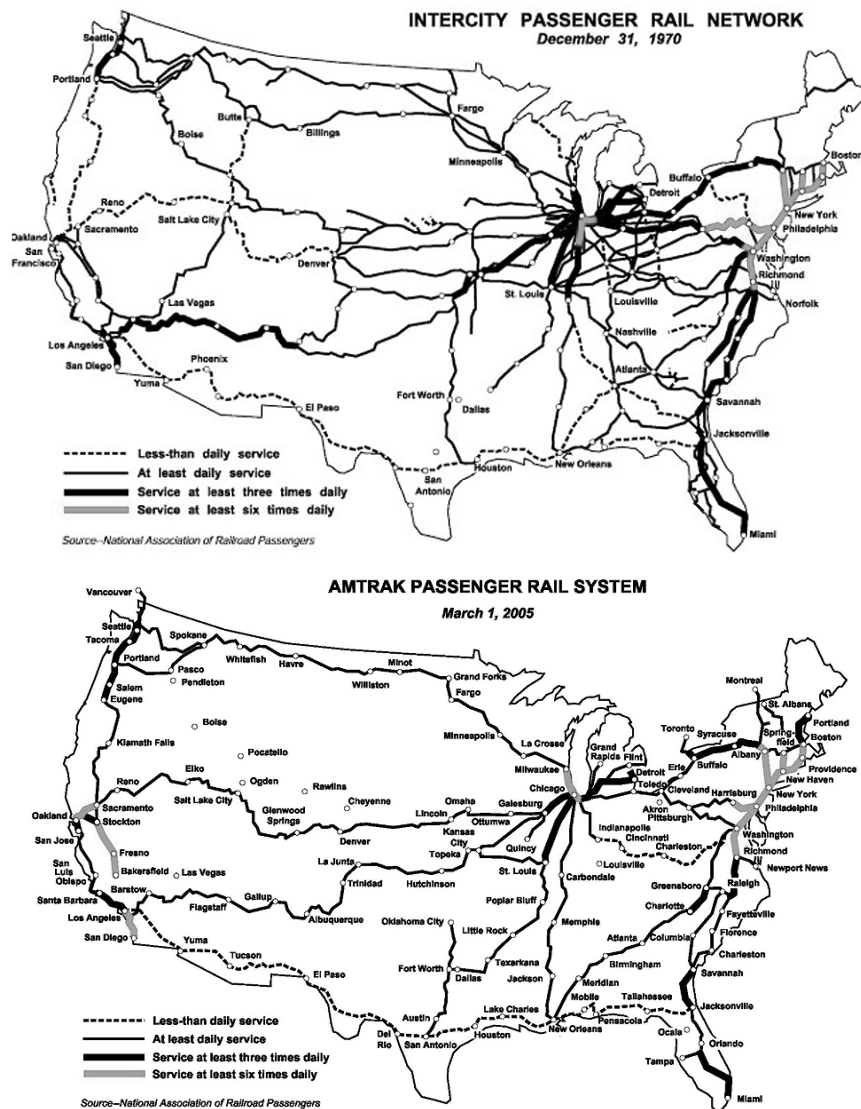 INTERCITY PASSENGER RAIL NETWORK
December 31, 1970
Seattle
Portland
Butte
Billings
Fargo
Boise
Minneapolis
Buffalo
Boston
Detroit
New York
Philadelphia
Reno
Salt Lake City
Sacramento
Oakland
San
Francisco
Denver
Washington
Richmond
Las Vegas
St. Louis
Louisville
Norfolk
Nashville
Los Angeles
San Diego
Phoenix
Yuma
Atlanta
El Paso
Fort Worth
Dallas
Savannah
Jacksonville
San
Antonio
Houston
New Orleans
Miami
Less-than daily service
At least daily service
Service at least three times daily
Service at least six times daily
Source--National Association of Railroad Passengers
AMTRAK PASSENGER RAIL SYSTEM
March 1, 2005
Vancouver
Seattle
Tacoma
Spokane
Whitefish
Havre
Minot
Williston
Grand Forks
Fargo
Montreal
St. Albans
Portland
Pasco
Pendleton
Salem
Eugene
Portland
Toronto
Syracuse
Spring-
field
Boston
Boise
Minneapolis
La Crosse
Grand
Rapids
Flint
Albany
Klamath Falls
Pocatello
Milwaukee
Detroit
Erie
Buffalo
Providence
Elko
Ogden
Rawlins
Chicago
Toledo
Cleveland
New Haven
Reno
Salt Lake City
Cheyenne
Omaha
Galesburg
Akron
Harrisburg
New York
Oakland
Sacramento
Stockton
Glenwood
Springs
Lincoln
Ottumwa
Pittsburgh
Philadelphia
San Jose
Denver
Kansas
City
Quincy
Indianapolis
Cincinnati
Washington
Fresno
Topeka
Charleston
Richmond
San
Luis
Obispo
Bakersfield
Las Vegas
La Junta
St. Louis
Louisville
Newport News
Santa Barbara
Barstow
Trinidad
Hutchinson
Carbondale
Greensboro
Raleigh
Gallup
Flagstaff
Poplar Bluff
Charlotte
Los Angeles
Albuquerque
Oklahoma City
Memphis
Fayetteville
San Diego
Little Rock
Atlanta
Columbia
Florence
Yuma
Tucson
Texarkana
Birmingham
Charleston
El Paso
Fort Worth
Dallas
Jackson
Meridian
Savannah
Austin
Lake Charles
Mobile
Tallahassee
Jacksonville
Del
Rio
San Antonio
Houston
New Orleans
Pensacola
Ocala
Orlando
Tampa
Miami
Less-than daily service
At least daily service
Service at least three times daily
Service at least six times daily
Source--National Association of Railroad Passengers